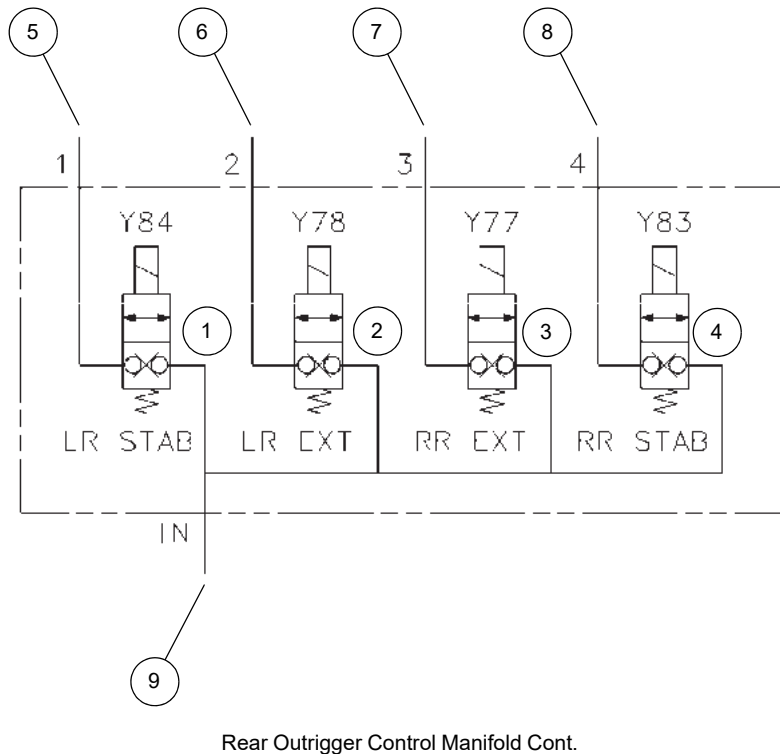 5 6 7 8
1 2 3 4
Y84 Y78 Y77 Y83
1 2 3 4
LR STAB LR EXT RR EXT RR STAB
IN
9
Rear Outrigger Control Manifold Cont.